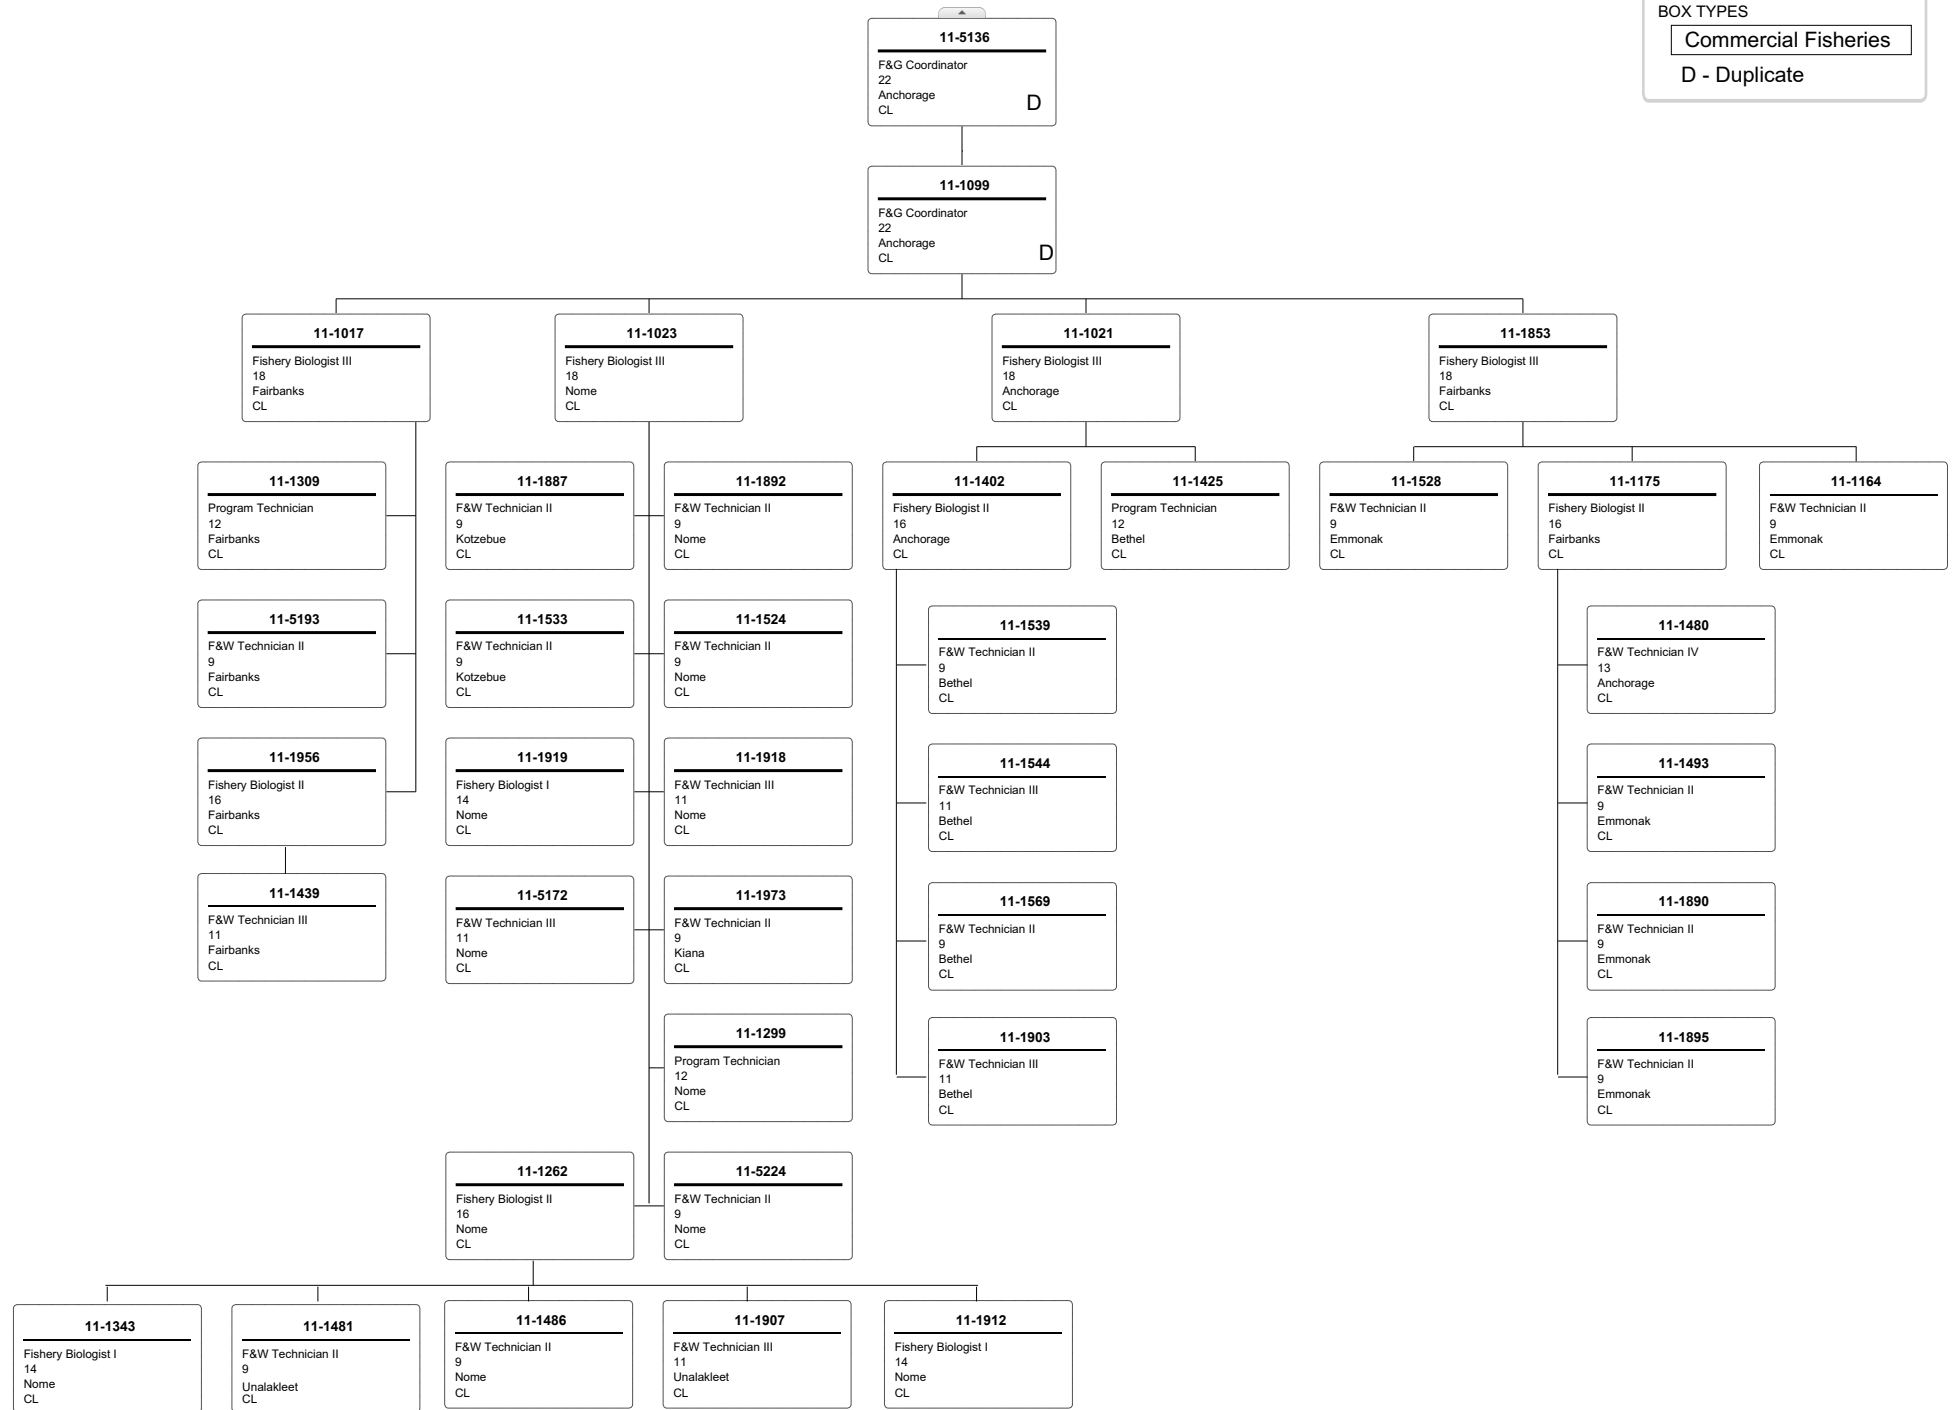 BOX TYPES
Commercial Fisheries
D - Duplicate
11-5136
F&G Coordinator
22
Anchorage
CL
D
11-1099
F&G Coordinator
22
Anchorage
CL
D
11-1017
Fishery Biologist III
18
Fairbanks
CL
11-1023
Fishery Biologist III
18
Nome
CL
11-1021
Fishery Biologist III
18
Anchorage
CL
11-1853
Fishery Biologist III
18
Fairbanks
CL
11-1309
Program Technician
12
Fairbanks
CL
11-1887
F&W Technician II
9
Kotzebue
CL
11-1892
F&W Technician II
9
Nome
CL
11-1402
Fishery Biologist II
16
Anchorage
CL
11-1425
Program Technician
12
Bethel
CL
11-1528
F&W Technician II
9
Emmonak
CL
11-1175
Fishery Biologist II
16
Fairbanks
CL
11-1164
F&W Technician II
9
Emmonak
CL
11-5193
F&W Technician II
9
Fairbanks
CL
11-1533
F&W Technician II
9
Kotzebue
CL
11-1524
F&W Technician II
9
Nome
CL
11-1539
F&W Technician II
9
Bethel
CL
11-1480
F&W Technician IV
13
Anchorage
CL
11-1956
Fishery Biologist II
16
Fairbanks
CL
11-1919
Fishery Biologist I
14
Nome
CL
11-1918
F&W Technician III
11
Nome
CL
11-1544
F&W Technician III
11
Bethel
CL
11-1493
F&W Technician II
9
Emmonak
CL
11-1439
F&W Technician III
11
Fairbanks
CL
11-5172
F&W Technician III
11
Nome
CL
11-1973
F&W Technician II
9
Kiana
CL
11-1569
F&W Technician II
9
Bethel
CL
11-1890
F&W Technician II
9
Emmonak
CL
11-1299
Program Technician
12
Nome
CL
11-1903
F&W Technician III
11
Bethel
CL
11-1895
F&W Technician II
9
Emmonak
CL
11-1262
Fishery Biologist II
16
Nome
CL
11-5224
F&W Technician II
9
Nome
CL
11-1343
Fishery Biologist I
14
Nome
CL
11-1481
F&W Technician II
9
Unalakleet
CL
11-1486
F&W Technician II
9
Nome
CL
11-1907
F&W Technician III
11
Unalakleet
CL
11-1912
Fishery Biologist I
14
Nome
CL